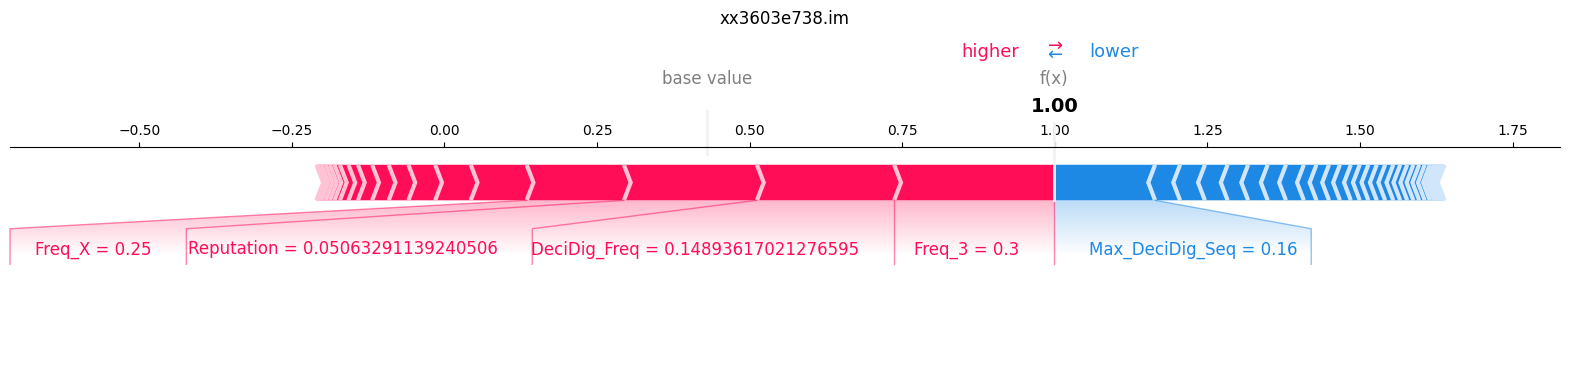 xx3603e738.im
higher ⇄ lower
base value f(x)
1.00
−0.50 −0.25 0.00 0.25 0.50 0.75 1.00 1.25 1.50 1.75
Freq_X = 0.25 Reputation = 0.05063291139240506 DeciDig_Freq = 0.14893617021276595 Freq_3 = 0.3 Max_DeciDig_Seq = 0.16